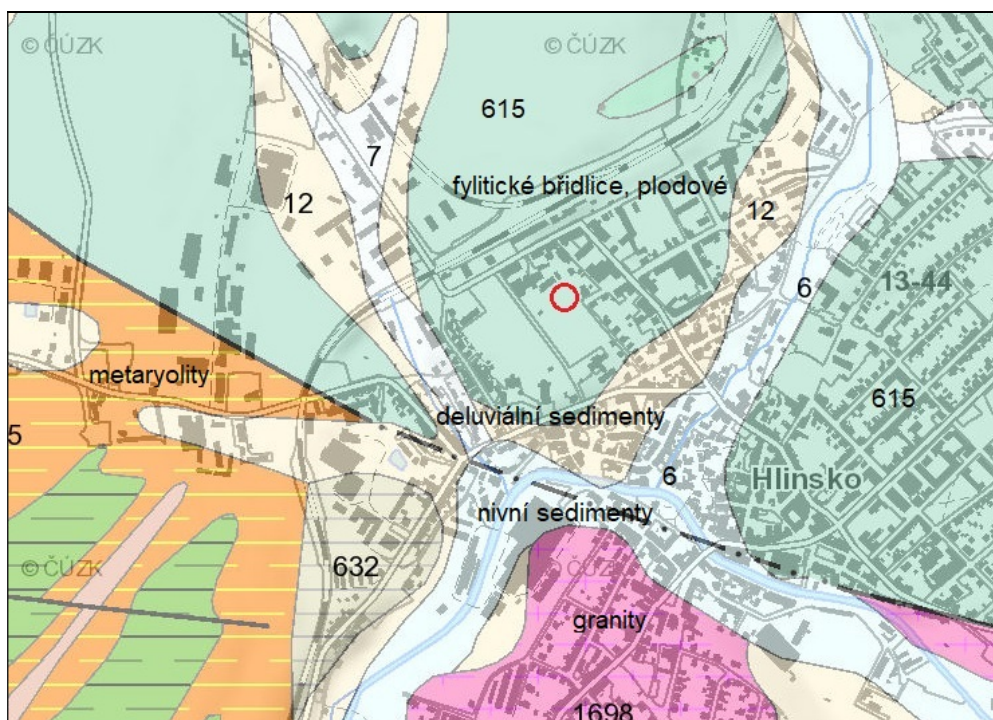 © ČÚZK
© ČÚZK
615
7
fylitické břidlice, plodové
12
12
6
13-44
metaryolity
615
deluviální sedimenty
5
6
Hlinsko
nivní sedimenty
© ČÚZK
632
© ČÚZK
granity
1698